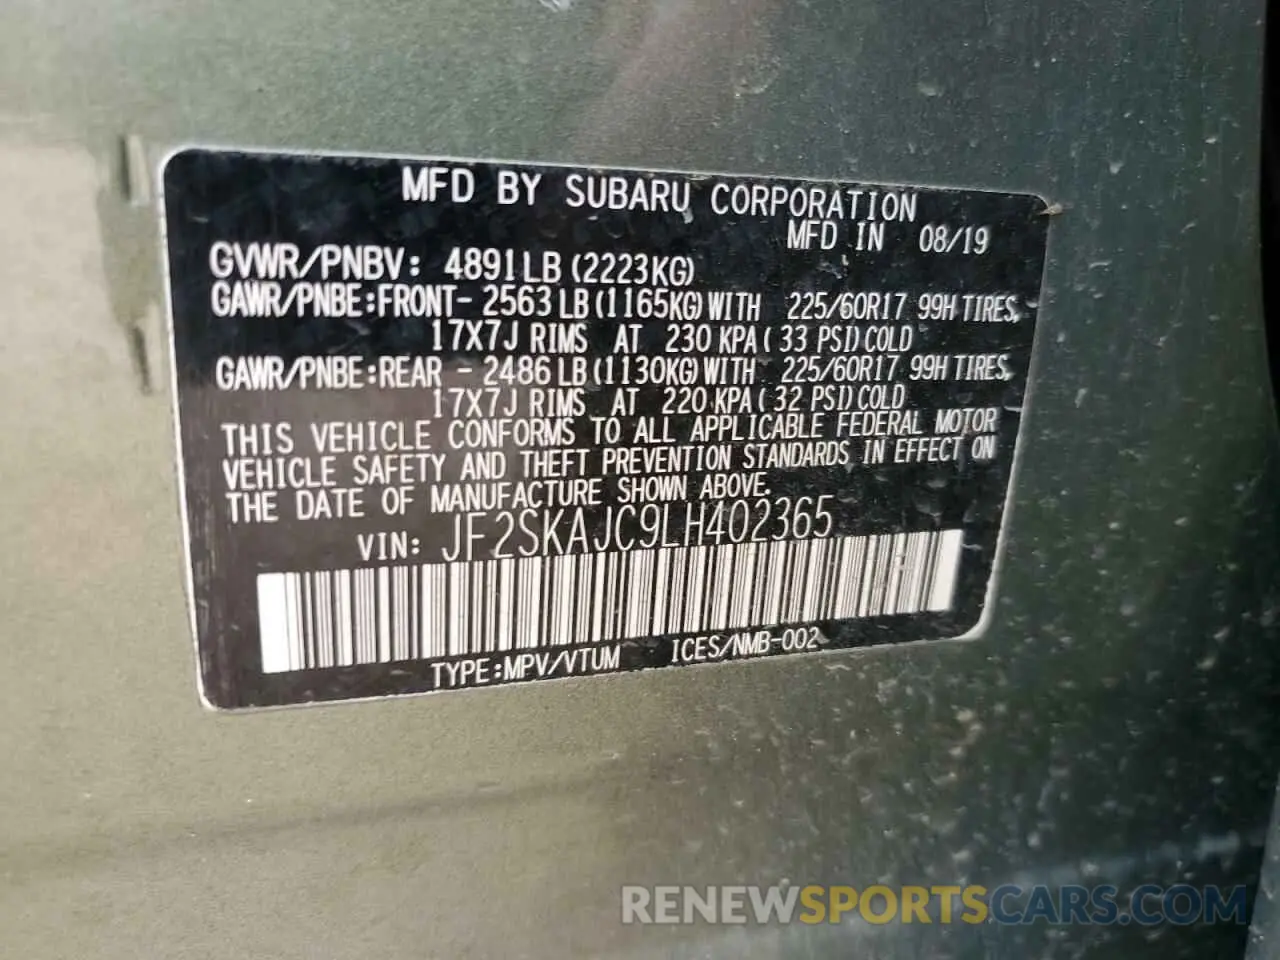 MFD BY SUBARU CORPORATION
MFD IN 08/19
GVWR/PNBV: 4891LB (2223KG)
GAWR/PNBE:FRONT- 2563 LB (1165KG) WITH 225/60R17 99H TIRES,
17X7J RIMS AT 230 KPA ( 33 PSI) COLD
GAWR/PNBE:REAR - 2486 LB (1130KG) WITH 225/60R17 99H TIRES,
17X7J RIMS AT 220 KPA ( 32 PSI) COLD
THIS VEHICLE CONFORMS TO ALL APPLICABLE FEDERAL MOTOR
VEHICLE SAFETY AND THEFT PREVENTION STANDARDS IN EFFECT ON
THE DATE OF MANUFACTURE SHOWN ABOVE.
VIN: JF2SKAJC9LH402365
TYPE:MPV/VTUM ICES/NMB-002
RENEWSPORTSCARS.COM